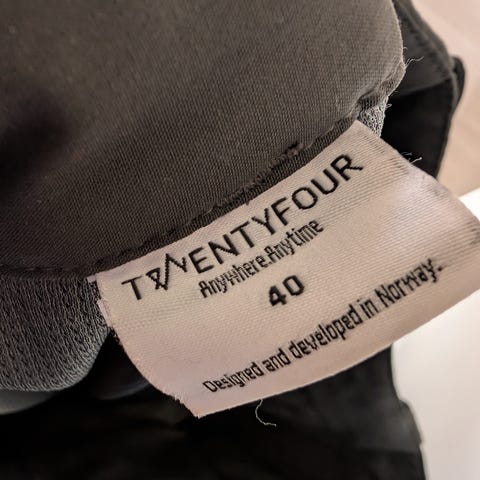 TWENTYFOUR
Anywhere.Anytime
40
Designed and developed in Norway.